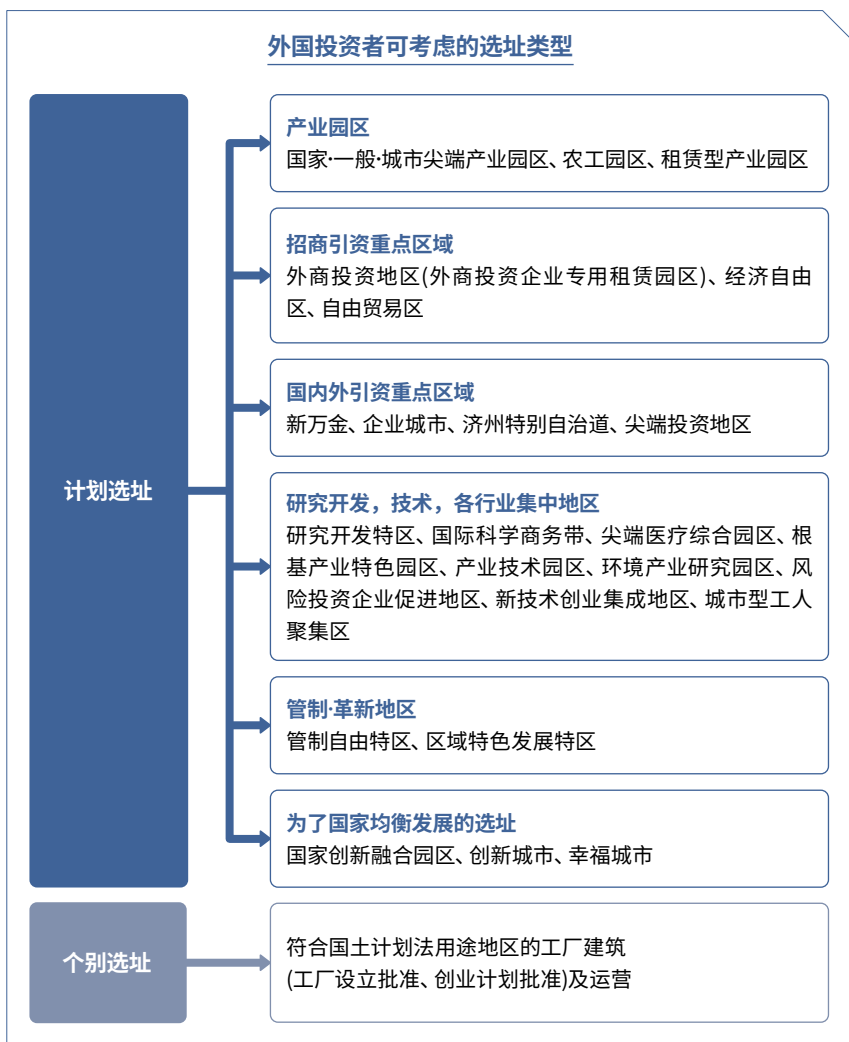 外国投资者可考虑的选址类型
计划选址
产业园区
国家·一般·城市尖端产业园区、农工园区、租赁型产业园区
招商引资重点区域
外商投资地区(外商投资企业专用租赁园区)、经济自由
区、自由贸易区
国内外引资重点区域
新万金、企业城市、济州特别自治道、尖端投资地区
研究开发，技术，各行业集中地区
研究开发特区、国际科学商务带、尖端医疗综合园区、根
基产业特色园区、产业技术园区、环境产业研究园区、风
险投资企业促进地区、新技术创业集成地区、城市型工人
聚集区
管制·革新地区
管制自由特区、区域特色发展特区
为了国家均衡发展的选址
国家创新融合园区、创新城市、幸福城市
个别选址
符合国土计划法用途地区的工厂建筑
(工厂设立批准、创业计划批准)及运营